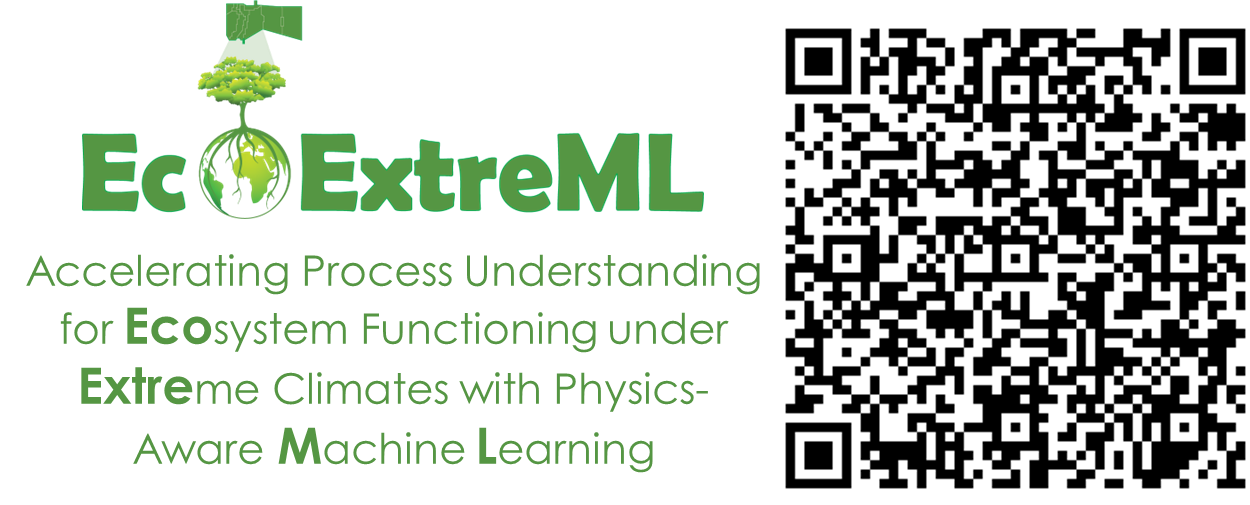 EcoExtreML
Accelerating Process Understanding
for Ecosystem Functioning under
Extreme Climates with Physics-
Aware Machine Learning